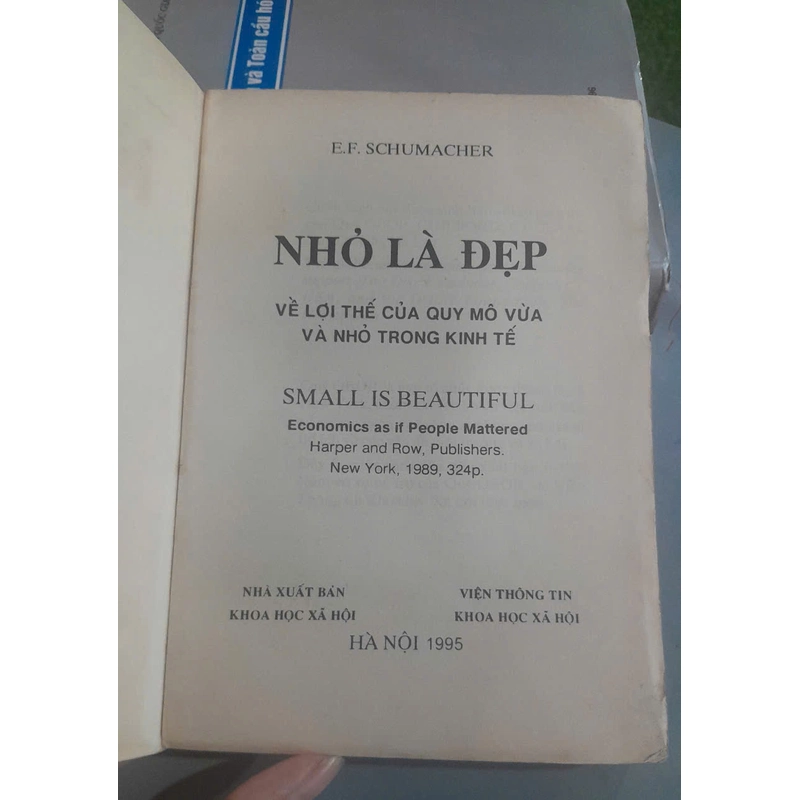 và Toàn cầu hó
E.F. SCHUMACHER
NHỎ LÀ ĐẸP
VỀ LỢI THẾ CỦA QUY MÔ VỪA
VÀ NHỎ TRONG KINH TẾ
SMALL IS BEAUTIFUL
Economics as if People Mattered
Harper and Row, Publishers.
New York, 1989, 324p.
NHÀ XUẤT BẢN
KHOA HỌC XÃ HỘI
VIỆN THÔNG TIN
KHOA HỌC XÃ HỘI
HÀ NỘI 1995